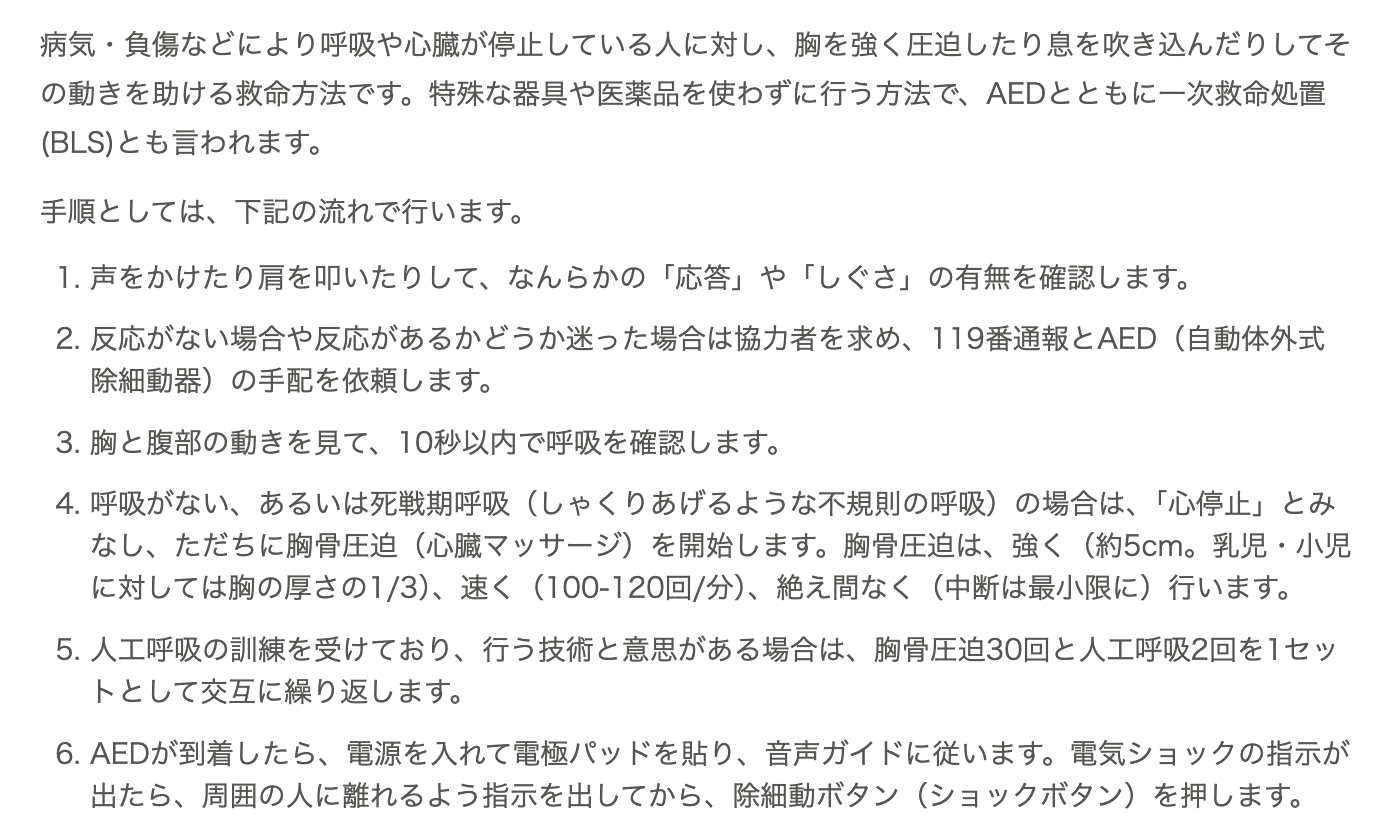 病気・負傷などにより呼吸や心臓が停止している人に対し、胸を強く圧迫したり息を吹き込んだりしてそ
の動きを助ける救命方法です。特殊な器具や医薬品を使わずに行う方法で、AEDとともに一次救命処置
(BLS)とも言われます。
手順としては、下記の流れで行います。
1. 声をかけたり肩を叩いたりして、なんらかの「応答」や「しぐさ」の有無を確認します。
2. 反応がない場合や反応があるかどうか迷った場合は協力者を求め、119番通報とAED（自動体外式
除細動器）の手配を依頼します。
3. 胸と腹部の動きを見て、10秒以内で呼吸を確認します。
4. 呼吸がない、あるいは死戦期呼吸（しゃくりあげるような不規則の呼吸）の場合は、「心停止」とみ
なし、ただちに胸骨圧迫（心臓マッサージ）を開始します。胸骨圧迫は、強く（約5cm。乳児・小児
に対しては胸の厚さの1/3）、速く（100-120回/分）、絶え間なく（中断は最小限に）行います。
5. 人工呼吸の訓練を受けており、行う技術と意思がある場合は、胸骨圧迫30回と人工呼吸2回を1セッ
トとして交互に繰り返します。
6. AEDが到着したら、電源を入れて電極パッドを貼り、音声ガイドに従います。電気ショックの指示が
出たら、周囲の人に離れるよう指示を出してから、除細動ボタン（ショックボタン）を押します。